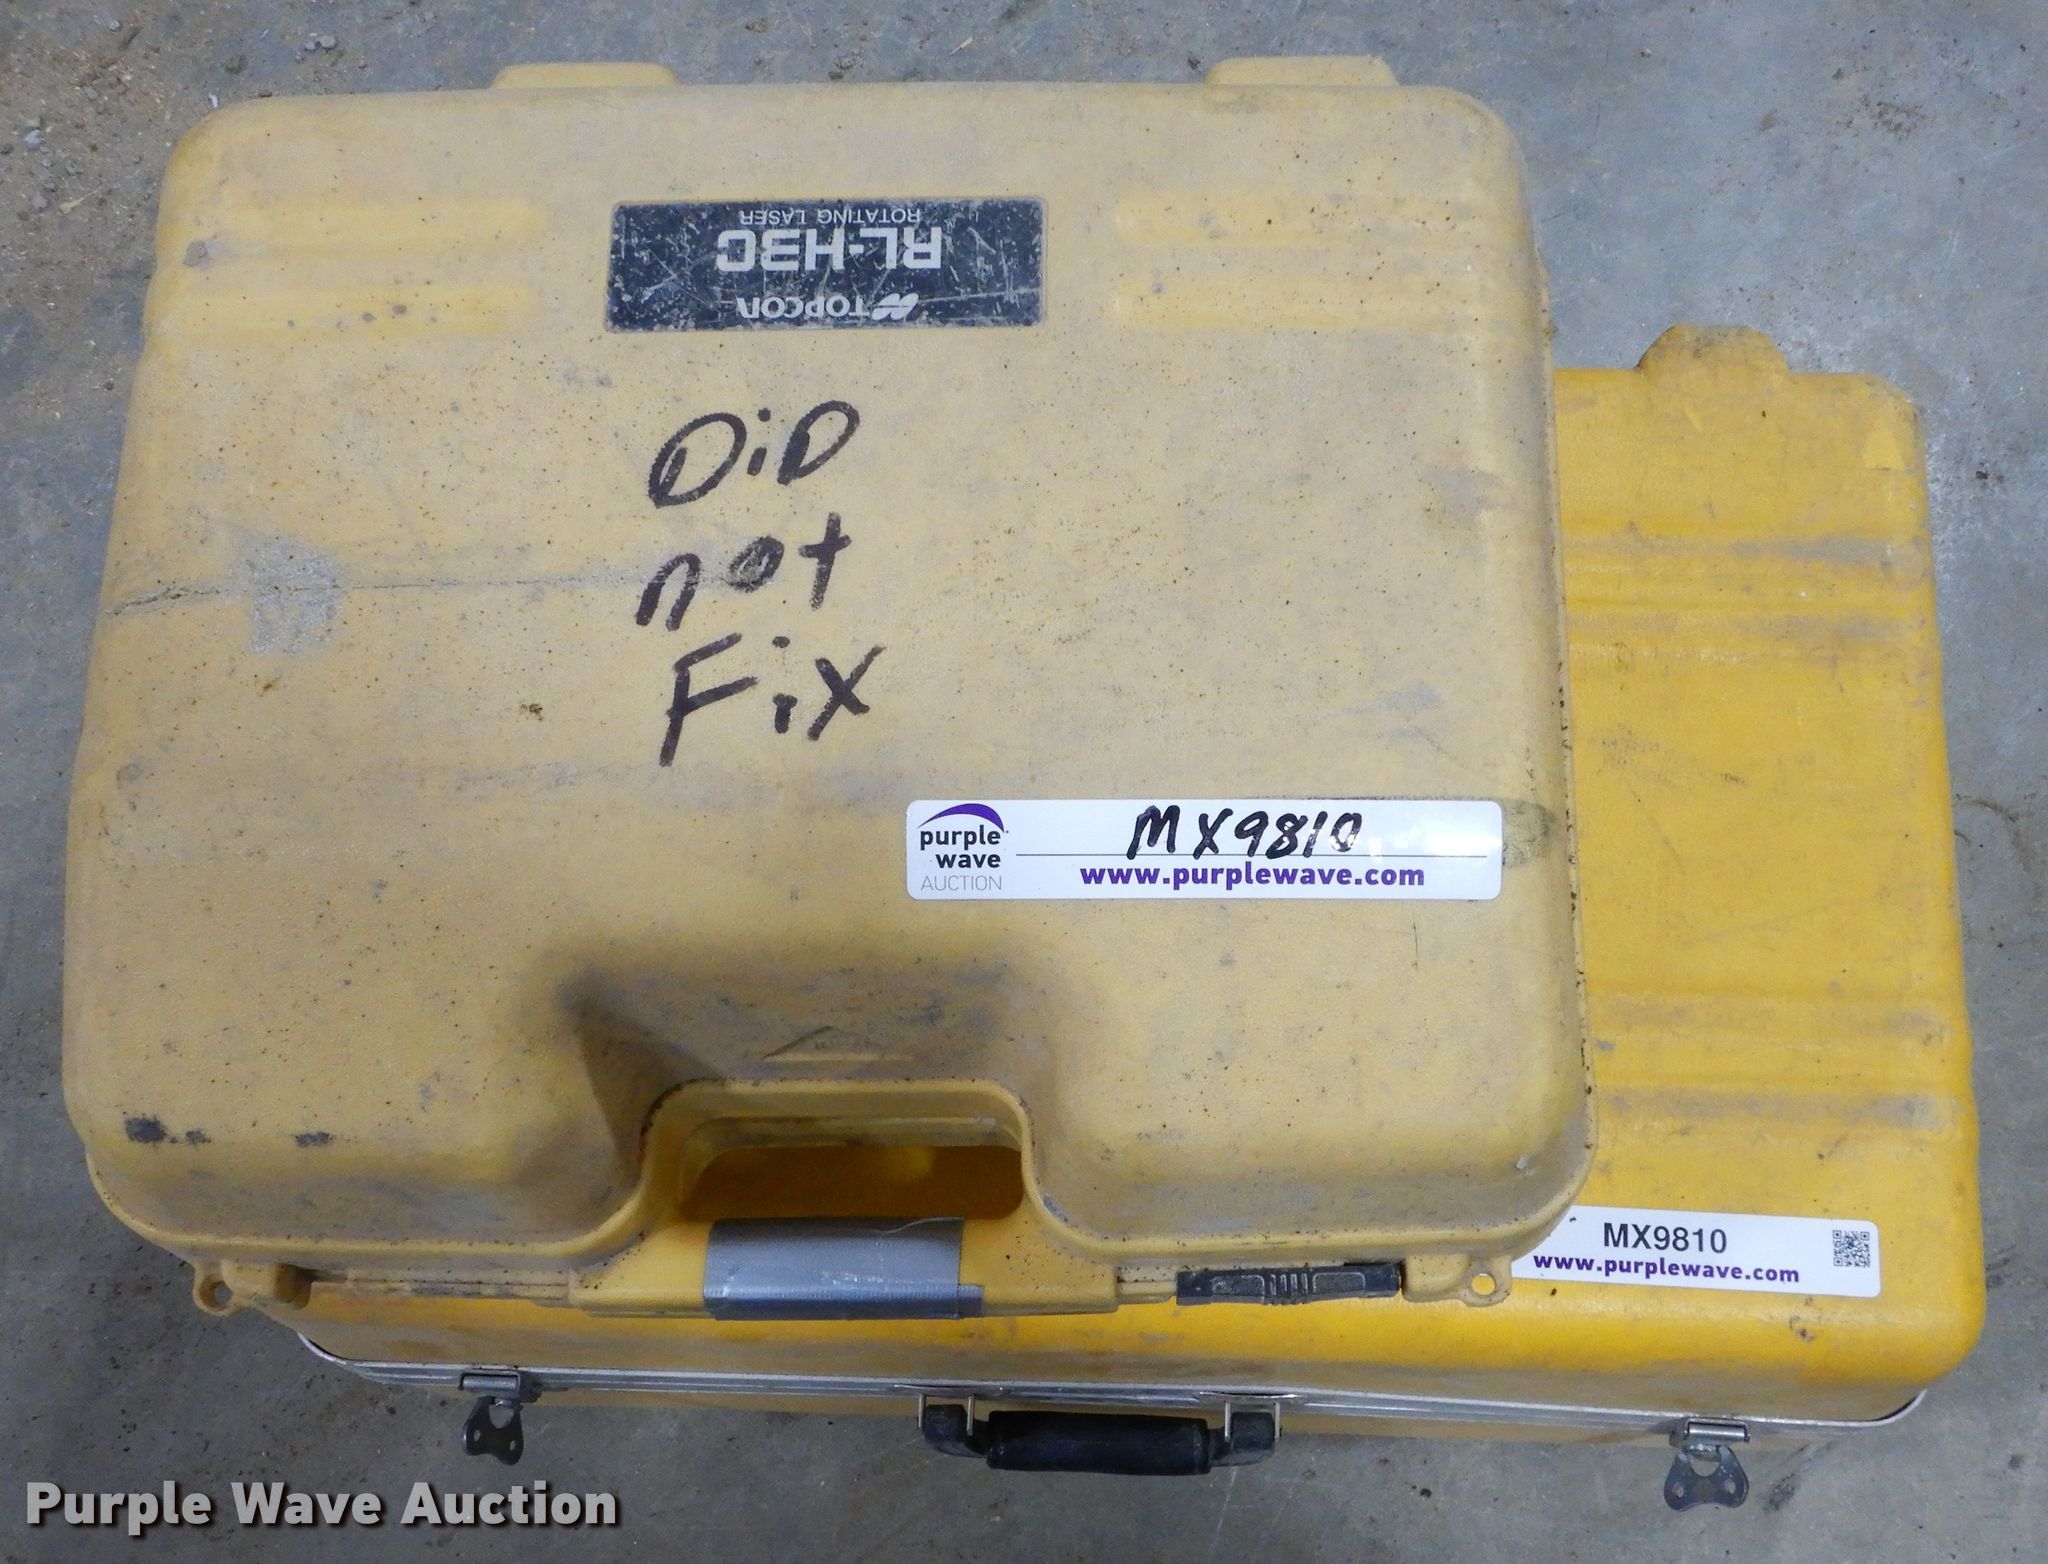 TOPCON
RL-H3C
ROTATING LASER
DiD
not
Fix
purple
wave
AUCTION
MX9810
www.purplewave.com
MX9810
www.purplewave.com
Purple Wave Auction